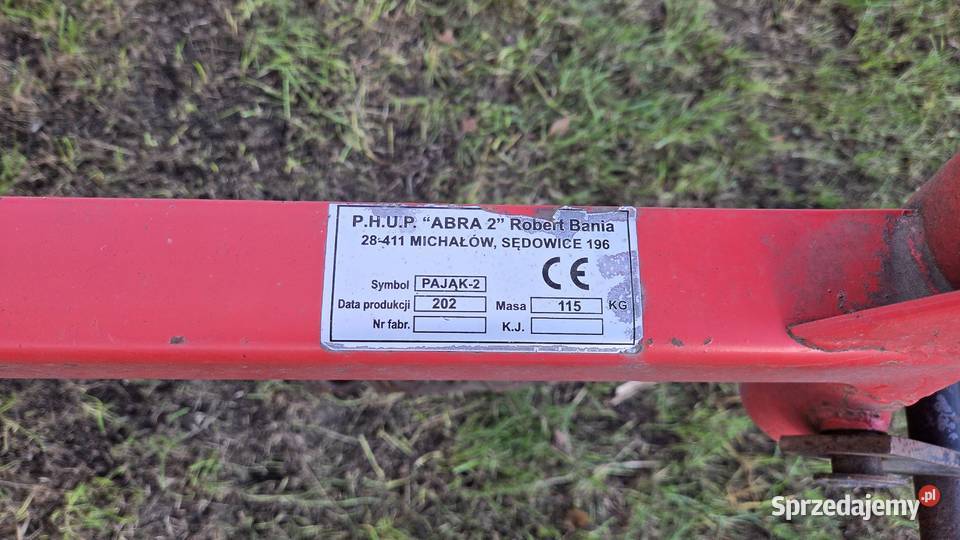 P.H.U.P. “ABRA 2” Robert Bania
28-411 MICHAŁÓW, SĘDOWICE 196
CE
Symbol PAJĄK-2
Data produkcji 202 Masa 115 KG
Nr fabr. K.J.
Sprzedajemy.pl